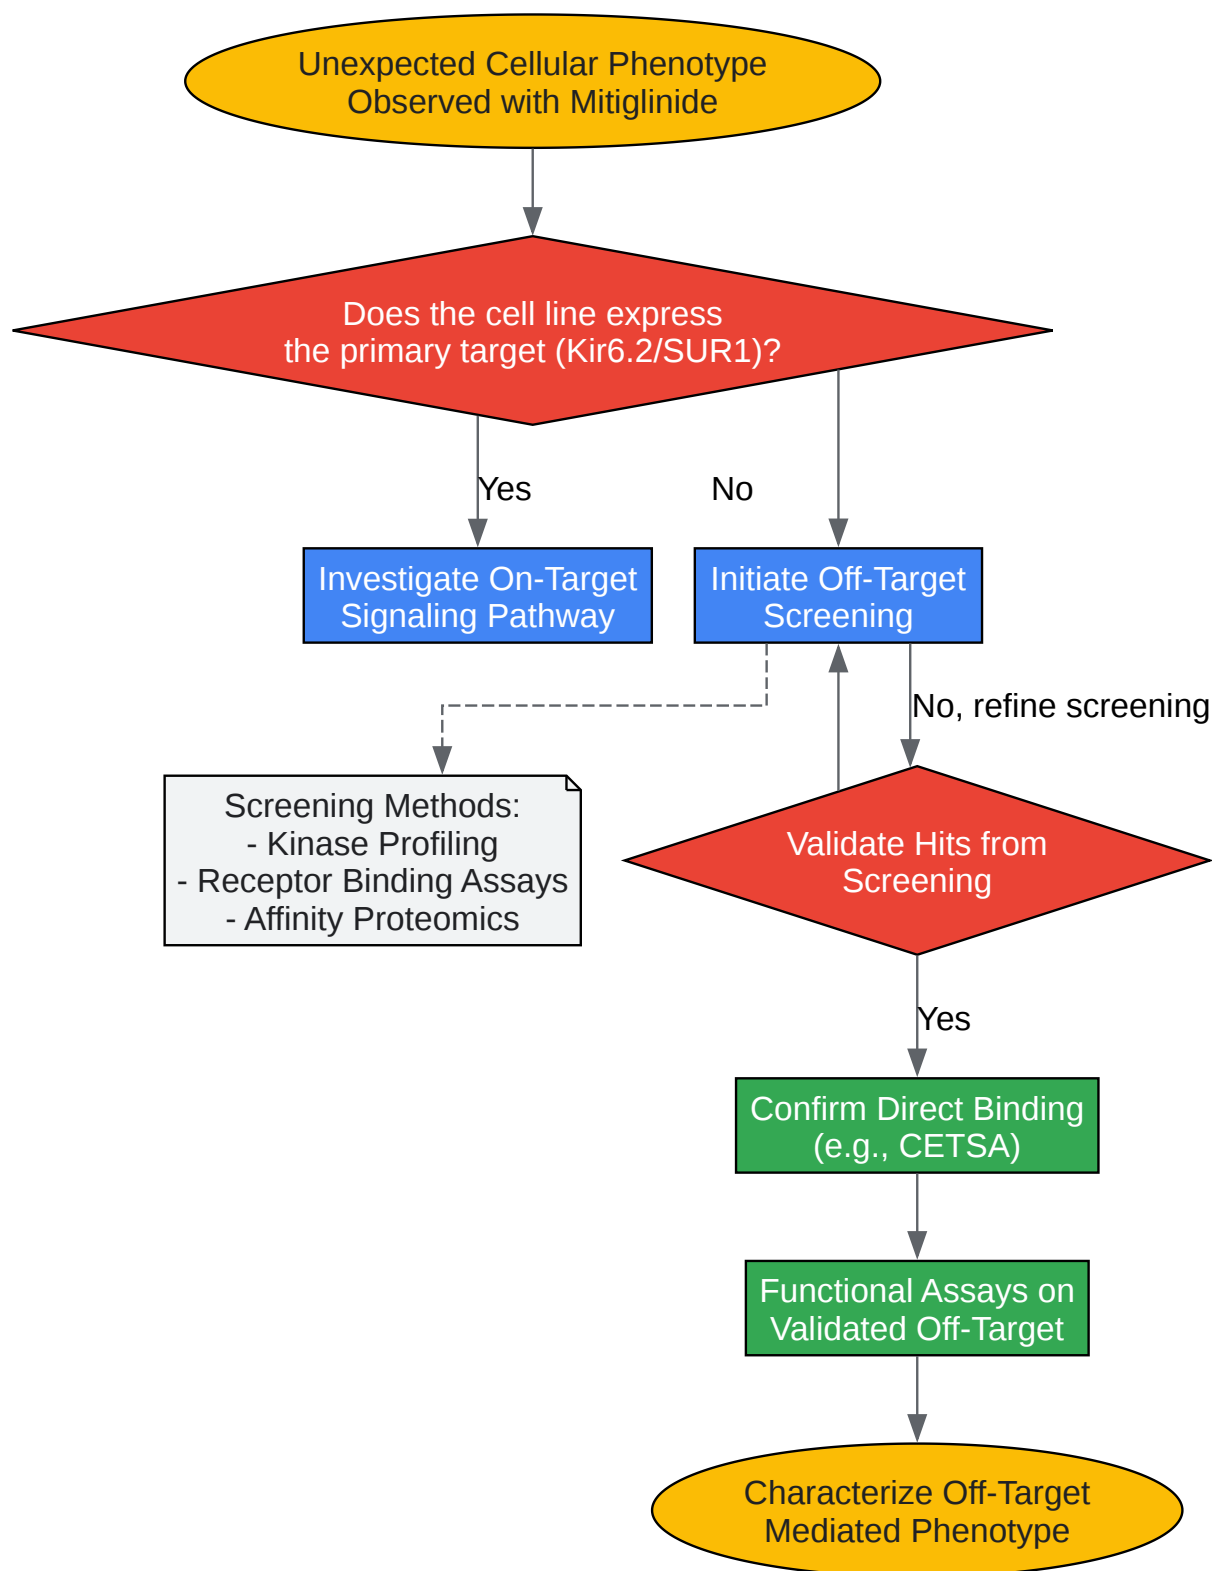 Unexpected Cellular Phenotype
Observed with Mitiglinide
Does the cell line express
the primary target (Kir6.2/SUR1)?
Yes
No
Investigate On-Target
Signaling Pathway
Initiate Off-Target
Screening
No, refine screening
Screening Methods:
- Kinase Profiling
- Receptor Binding Assays
- Affinity Proteomics
Validate Hits from
Screening
Yes
Confirm Direct Binding
(e.g., CETSA)
Functional Assays on
Validated Off-Target
Characterize Off-Target
Mediated Phenotype